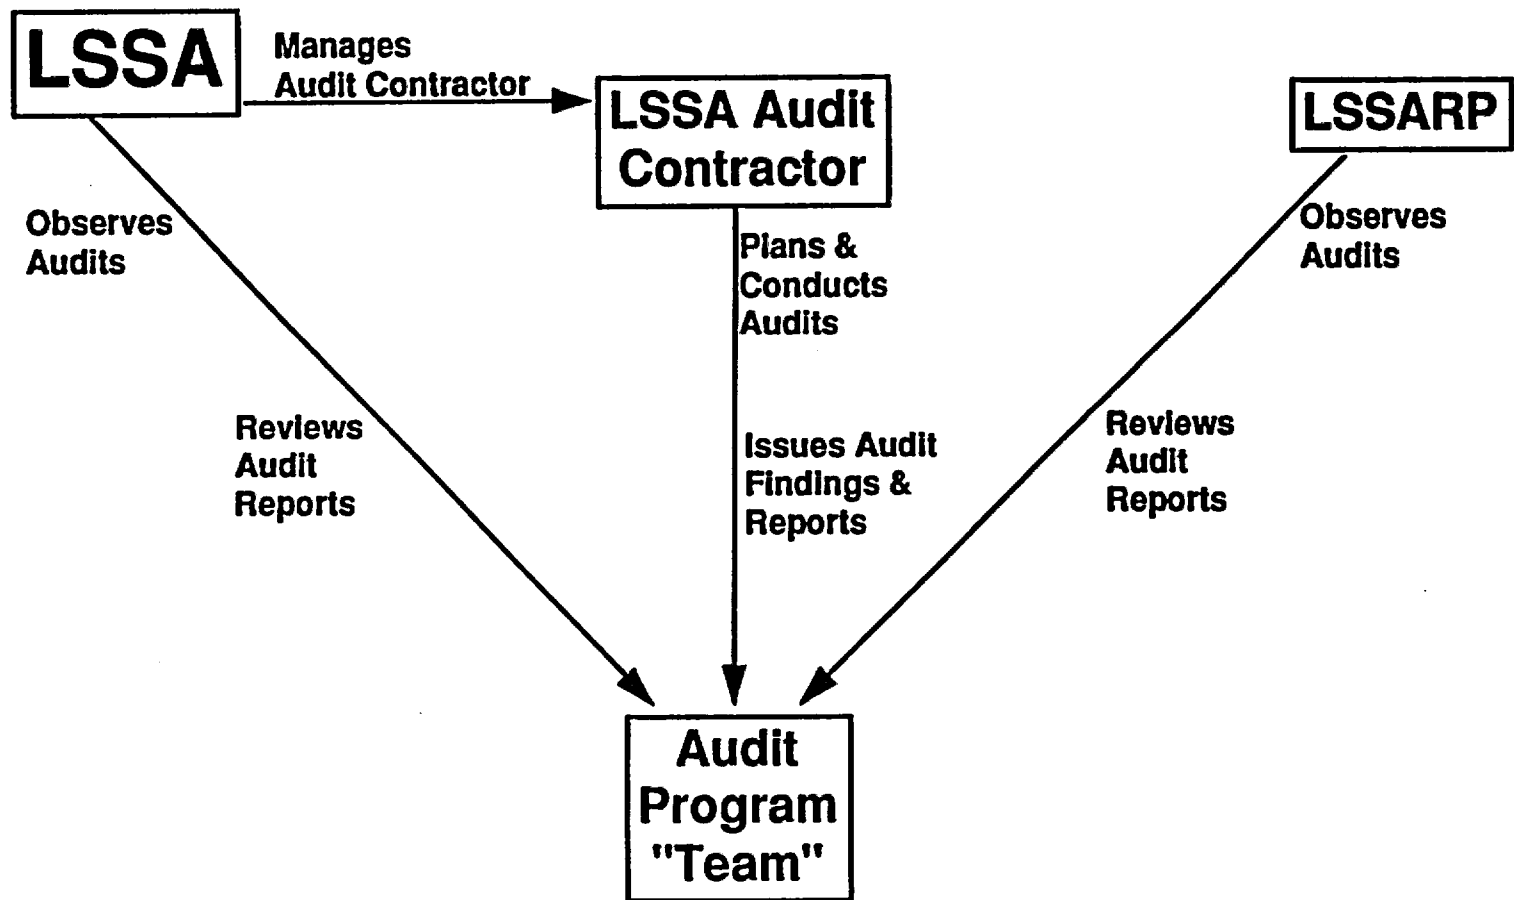 LSSA
Manages
Audit Contractor
LSSA Audit
Contractor
LSSARP
Observes
Audits
Plans &
Conducts
Audits
Observes
Audits
Reviews
Audit
Reports
Issues Audit
Findings &
Reports
Reviews
Audit
Reports
Audit
Program
"Team"